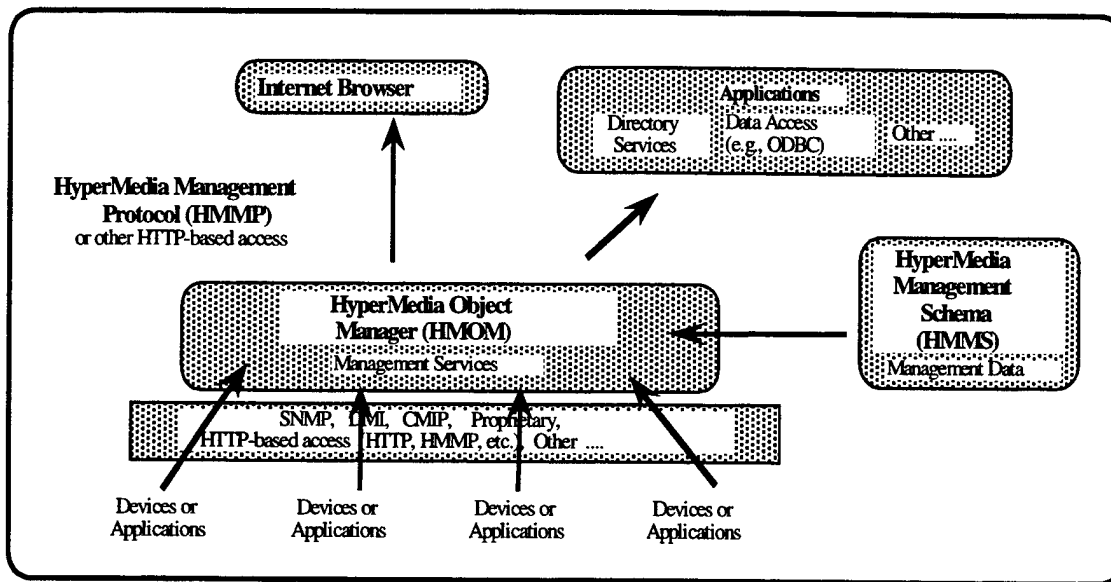 Internet Browser
Applications
Directory
Services
Data Access
(e.g., ODBC)
Other ....
HyperMedia Management
Protocol (HMMP)
or other HTTP-based access
HyperMedia Object
Manager (HMOM)
Management Services
HyperMedia
Management
Schema
(HMMS)
Management Data
SNMP, DMI, CMIP, Proprietary,
HTTP-based access (HTTP, HMMP, etc.), Other ....
Devices or
Applications
Devices or
Applications
Devices or
Applications
Devices or
Applications